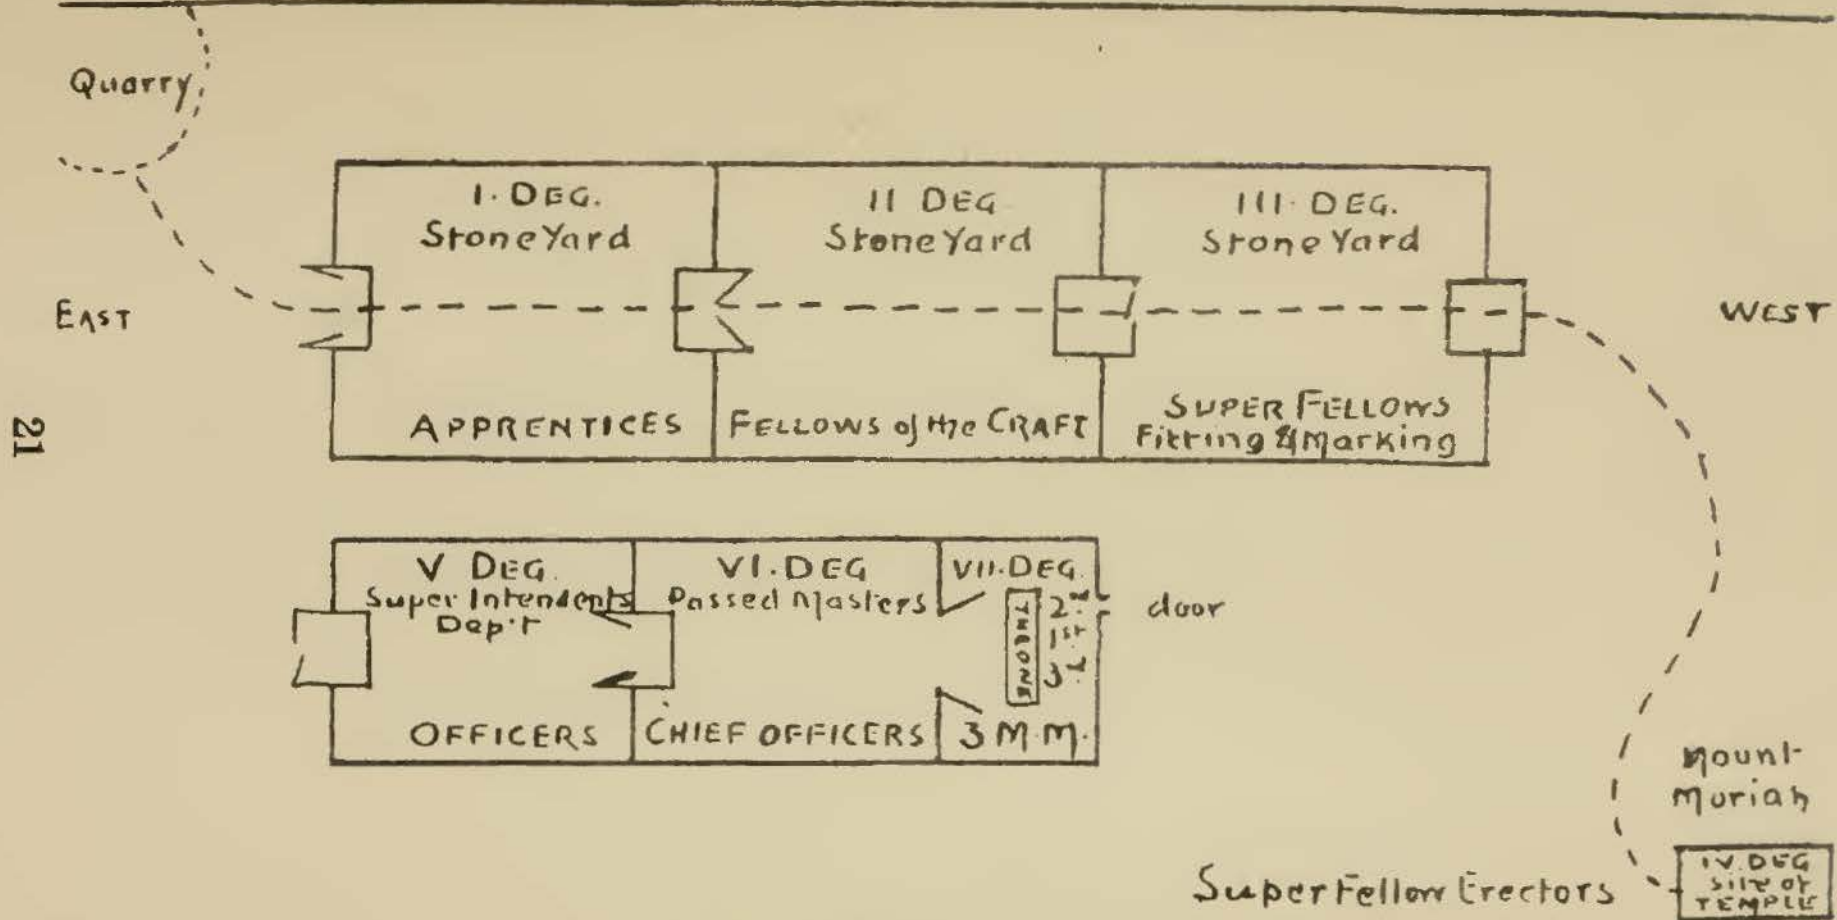 Quarry
I. DEG.
Stone Yard
II DEG
Stone Yard
III. DEG.
Stone Yard
EAST
WEST
APPRENTICES
FELLOWS of the CRAFT
SUPER FELLOWS
Fitting & Marking
21
V DEG.
Super Intendents
Dep't
VI. DEG
Passed Masters
VII. DEG.
THRONE
2nd
1st
3d
door
OFFICERS
CHIEF OFFICERS
3 M. M.
Mount
Moriah
Super Fellow Erectors
IV. DEG
site of
TEMPLE